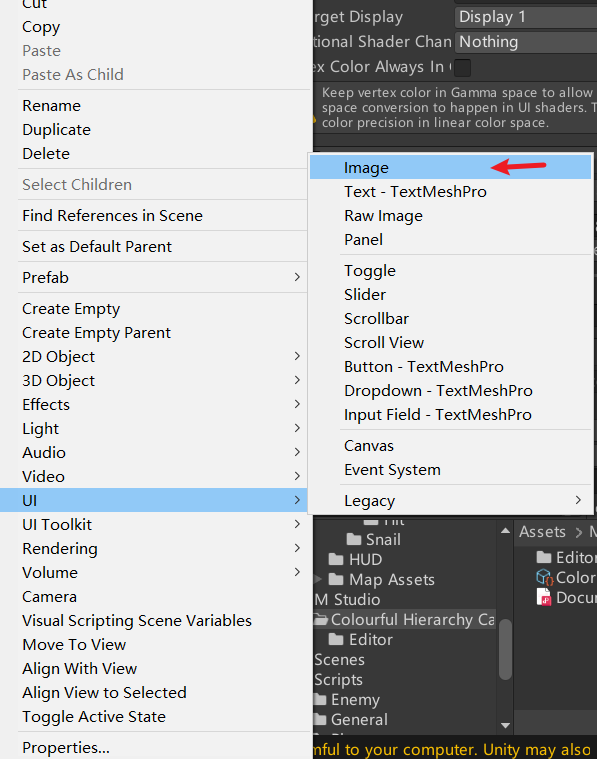 Cut
Copy
Paste
Paste As Child
Rename
Duplicate
Delete
Select Children
Find References in Scene
Set as Default Parent
Prefab
Create Empty
Create Empty Parent
2D Object
3D Object
Effects
Light
Audio
Video
UI
UI Toolkit
Rendering
Volume
Camera
Visual Scripting Scene Variables
Move To View
Align With View
Align View to Selected
Toggle Active State
Properties...
rget Display Display 1
itional Shader Chan Nothing
ex Color Always In
Keep vertex color in Gamma space to allow
space conversion to happen in UI shaders. T
color precision in linear color space.
Image
Text - TextMeshPro
Raw Image
Panel
Toggle
Slider
Scrollbar
Scroll View
Button - TextMeshPro
Dropdown - TextMeshPro
Input Field - TextMeshPro
Canvas
Event System
Legacy
Snail
HUD
Map Assets
M Studio
Colourful Hierarchy Ca
Editor
Scenes
Scripts
Enemy
General
Assets > M
Editor
Color
Docum
mful to your computer. Unity may also